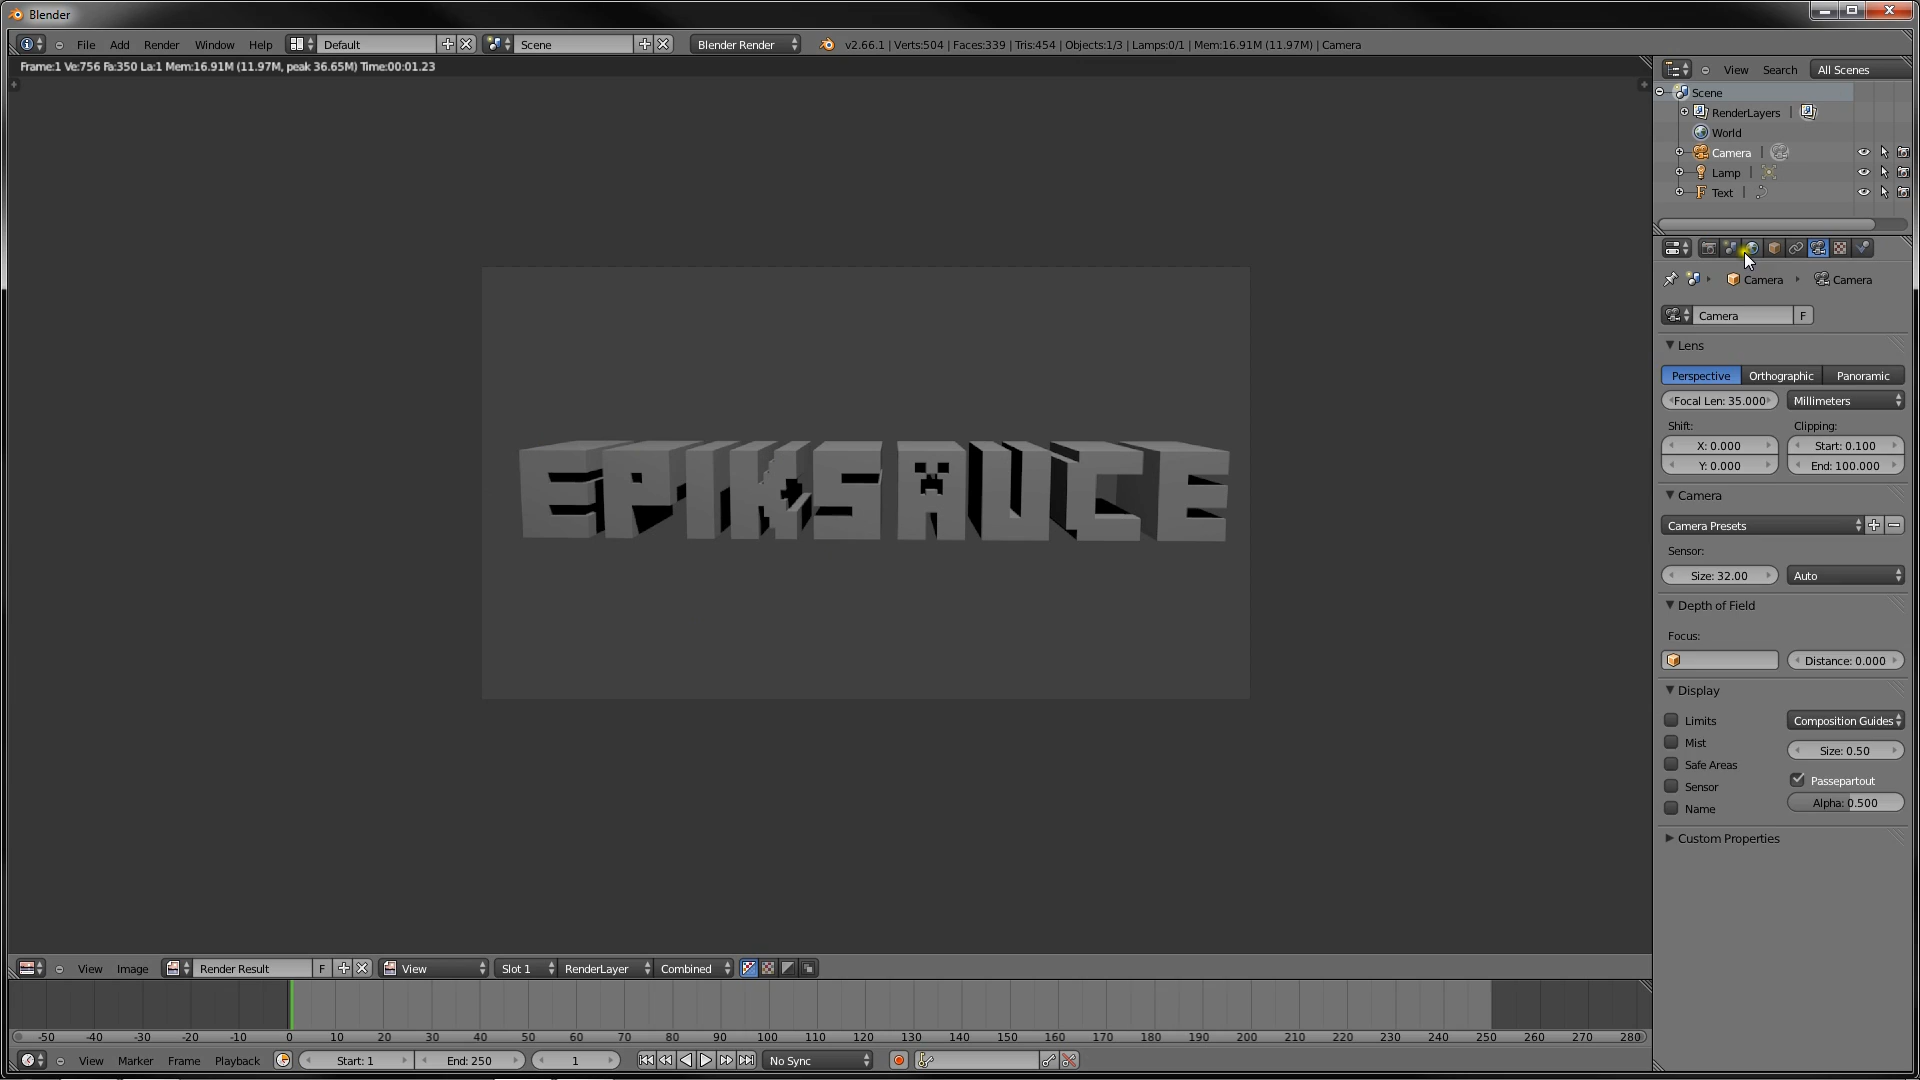 Blender
File Add Render Window Help Default Scene Blender Render v2.66.1 | Verts:504 | Faces:339 | Tris:454 | Objects:1/3 | Lamps:0/1 | Mem:16.91M (11.97M) | Camera
Frame:1 Ve:756 Fa:350 La:1 Mem:16.91M (11.97M, peak 36.65M) Time:00:01.23
View Search All Scenes
Scene
RenderLayers |
World
Camera |
Lamp |
Text |
Camera Camera
Camera F
Lens
Perspective Orthographic Panoramic
Focal Len: 35.000 Millimeters
Shift: Clipping:
X: 0.000 Start: 0.100
Y: 0.000 End: 100.000
Camera
Camera Presets
Sensor:
Size: 32.00 Auto
Depth of Field
Focus:
Distance: 0.000
Display
Limits Composition Guides
Mist Size: 0.50
Safe Areas Passepartout
Sensor
Name Alpha: 0.500
Custom Properties
EPIKSAUCE
View Image Render Result F View Slot 1 RenderLayer Combined
-50 -40 -30 -20 -10 0 10 20 30 40 50 60 70 80 90 100 110 120 130 140 150 160 170 180 190 200 210 220 230 240 250 260 270 280
View Marker Frame Playback Start: 1 End: 250 1 No Sync